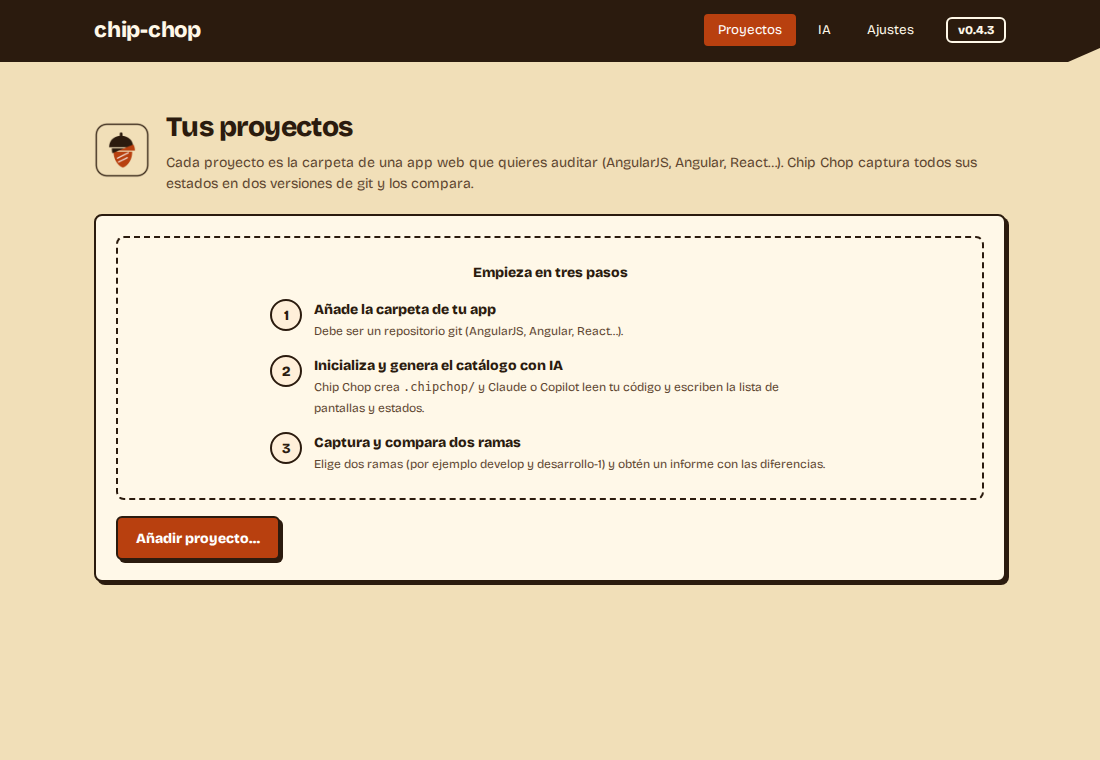 chip-chop
Proyectos
IA
Ajustes
v0.4.3
Tus proyectos
Cada proyecto es la carpeta de una app web que quieres auditar (AngularJS, Angular, React...). Chip Chop captura todos sus
estados en dos versiones de git y los compara.
Empieza en tres pasos
1
Añade la carpeta de tu app
Debe ser un repositorio git (AngularJS, Angular, React...).
2
Inicializa y genera el catálogo con IA
Chip Chop crea .chipchop/ y Claude o Copilot leen tu código y escriben la lista de
pantallas y estados.
3
Captura y compara dos ramas
Elige dos ramas (por ejemplo develop y desarrollo-1) y obtén un informe con las diferencias.
Añadir proyecto...